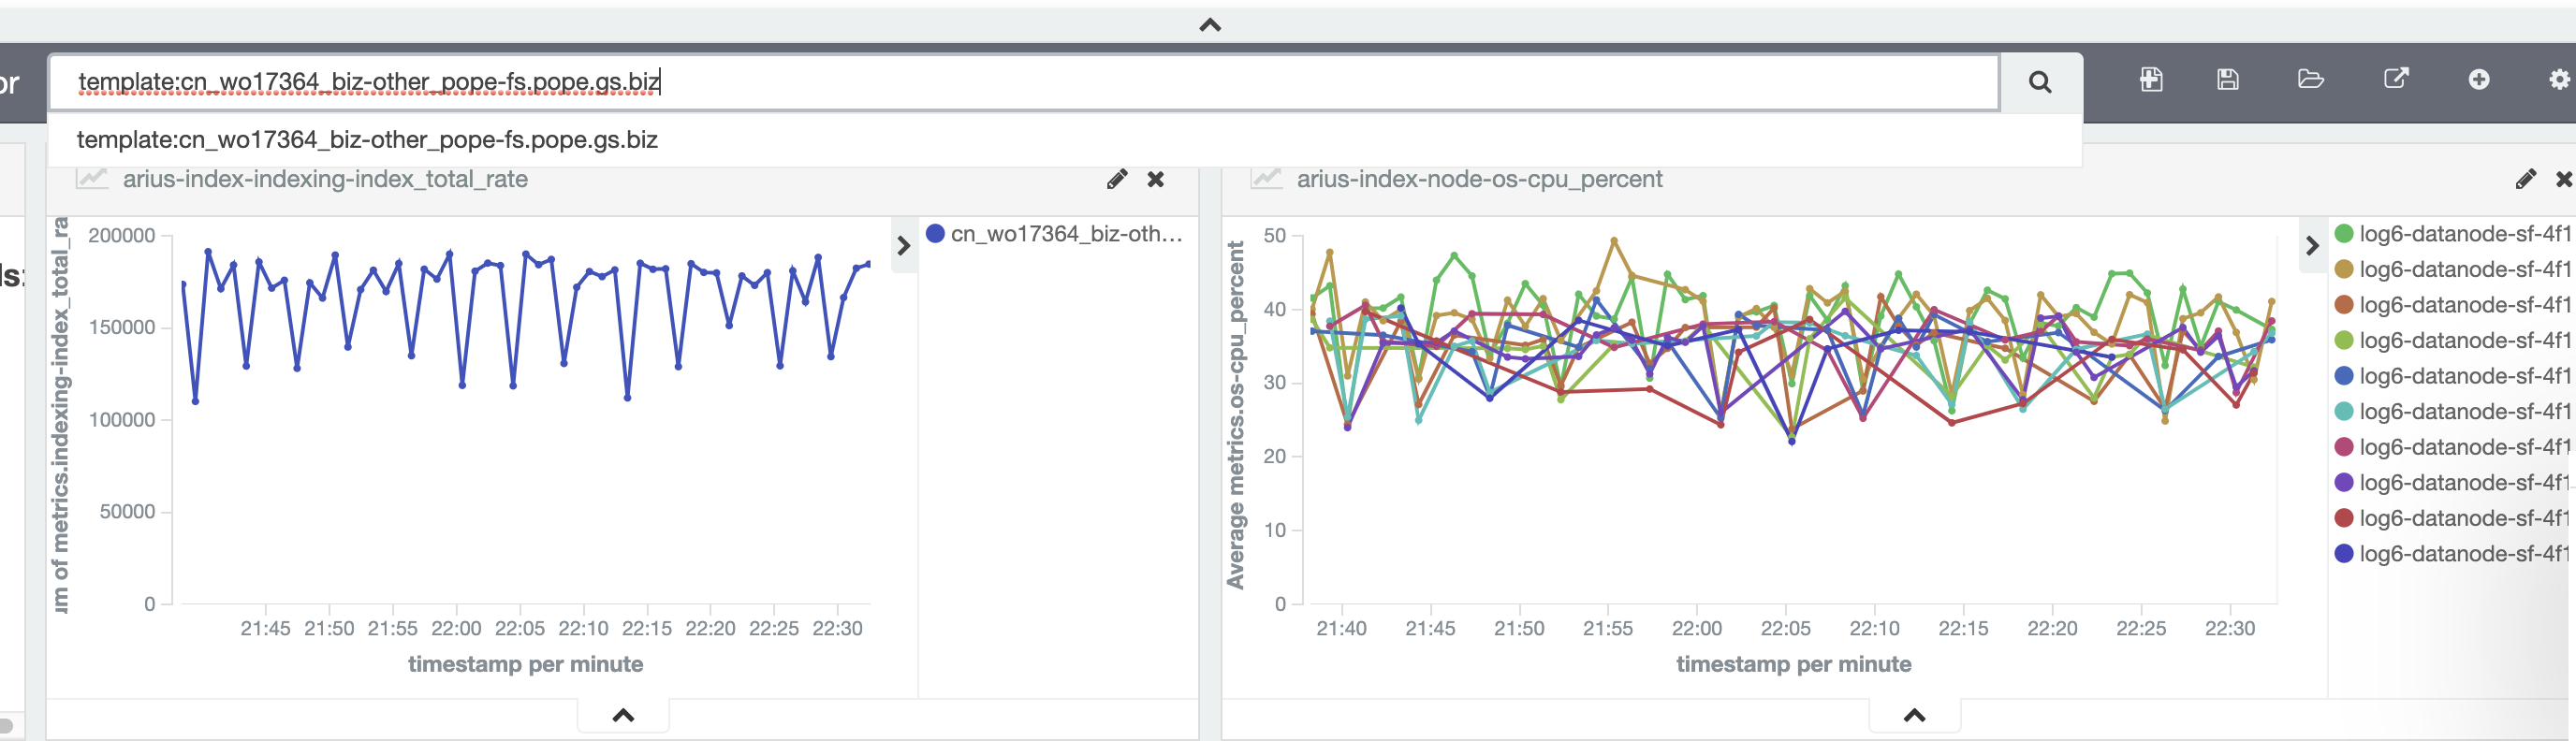 or
template:cn_wo17364_biz-other_pope-fs.pope.gs.biz
template:cn_wo17364_biz-other_pope-fs.pope.gs.biz
ls:
arius-index-indexing-index_total_rate
um of metrics.indexing-index_total_ra
200000
150000
100000
50000
0
21:45 21:50 21:55 22:00 22:05 22:10 22:15 22:20 22:25 22:30
timestamp per minute
cn_wo17364_biz-oth...
arius-index-node-os-cpu_percent
Average metrics.os-cpu_percent
50
40
30
20
10
0
21:40 21:45 21:50 21:55 22:00 22:05 22:10 22:15 22:20 22:25 22:30
timestamp per minute
log6-datanode-sf-4f1
log6-datanode-sf-4f1
log6-datanode-sf-4f1
log6-datanode-sf-4f1
log6-datanode-sf-4f1
log6-datanode-sf-4f1
log6-datanode-sf-4f1
log6-datanode-sf-4f1
log6-datanode-sf-4f1
log6-datanode-sf-4f1